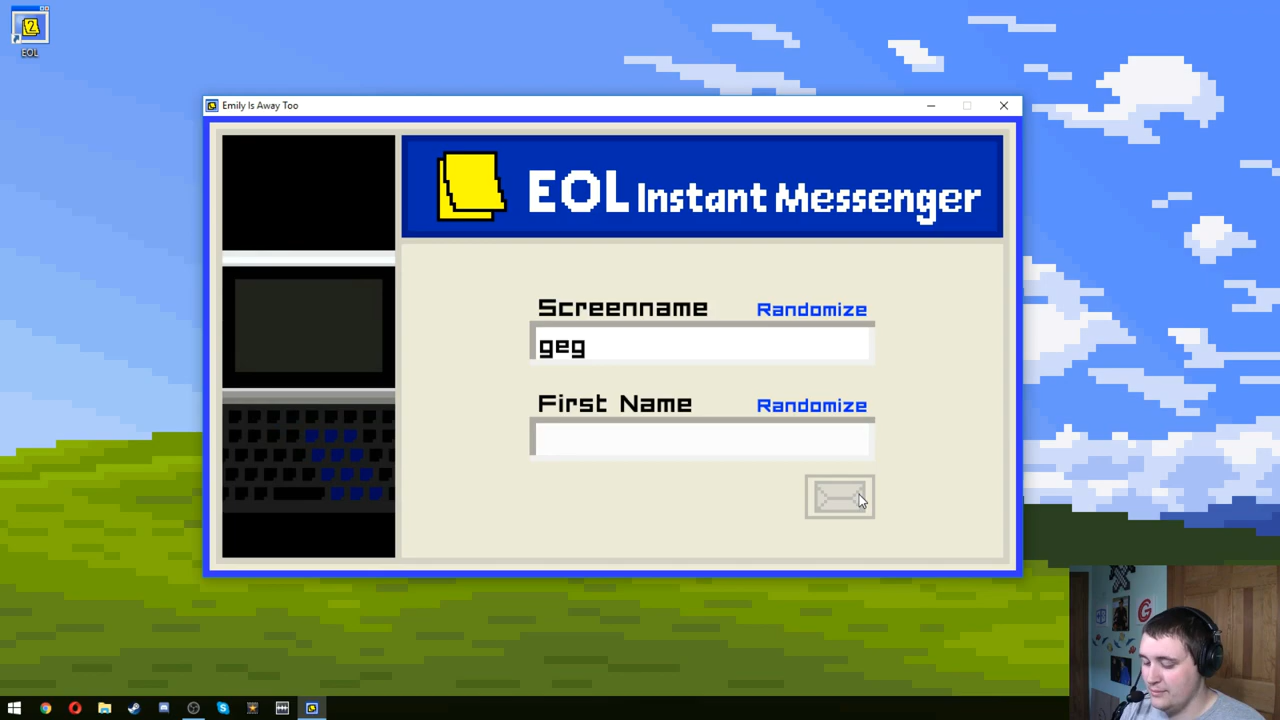 EOL
Emily Is Away Too
EOL Instant Messenger
Screenname Randomize
geg
First Name Randomize